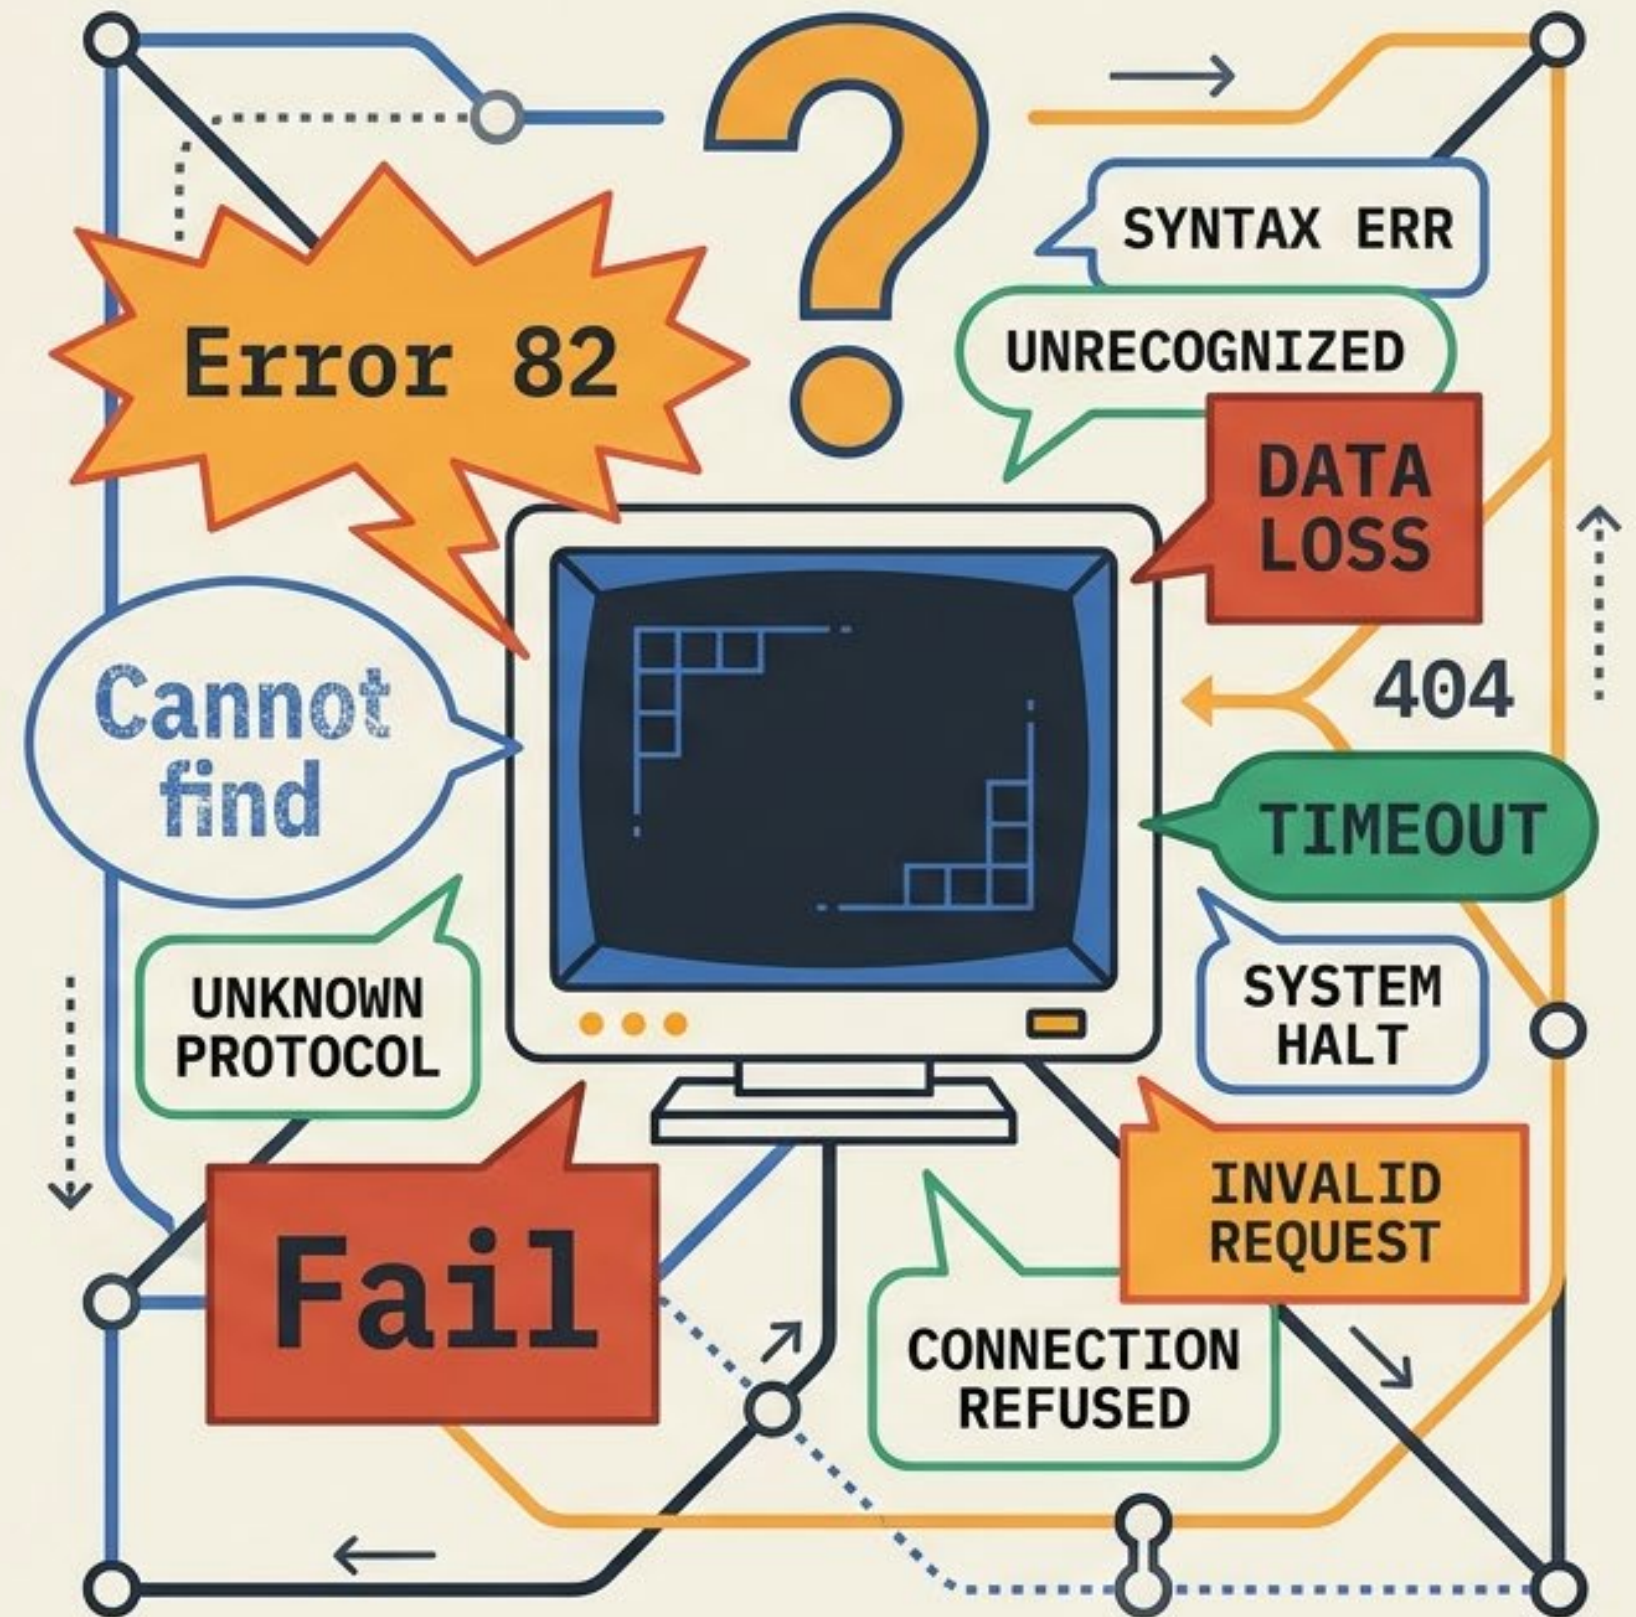 SYNTAX ERR
Error 82
UNRECOGNIZED
DATA
LOSS
Cannot
find
404
TIMEOUT
UNKNOWN
PROTOCOL
SYSTEM
HALT
Fail
INVALID
REQUEST
CONNECTION
REFUSED